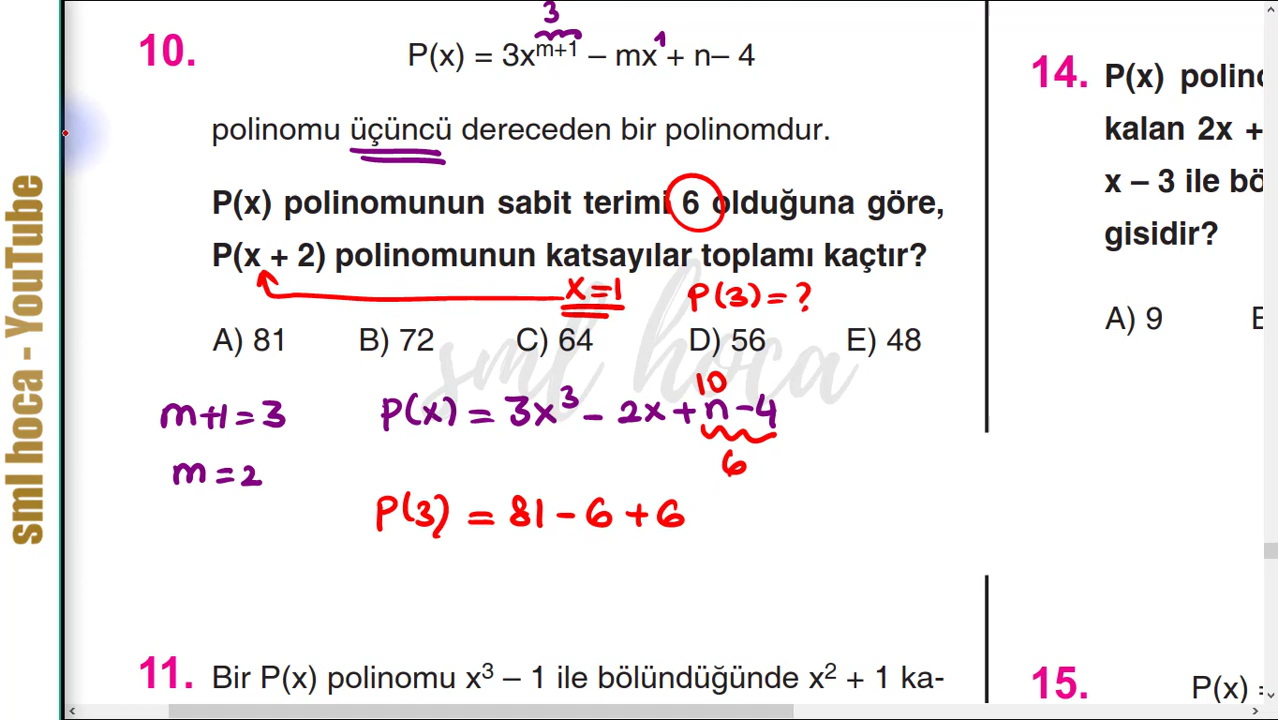 sml hoca - YouTube
10.
3
P(x) = 3x^{m+1} – mx^1 + n– 4
polinomu üçüncü dereceden bir polinomdur.
P(x) polinomunun sabit terimi 6 olduğuna göre,
P(x + 2) polinomunun katsayılar toplamı kaçtır?
x=1 P(3)=?
A) 81 B) 72 C) 64 D) 56 E) 48
sml hoca
10
m+1=3 P(x) = 3x³ - 2x + n-4
m=2 6
P(3) = 81 - 6 + 6
11. Bir P(x) polinomu x³ – 1 ile bölündüğünde x² + 1 ka-
14. P(x) polin
kalan 2x +
x – 3 ile bö
gisidir?
A) 9
15. P(x) =